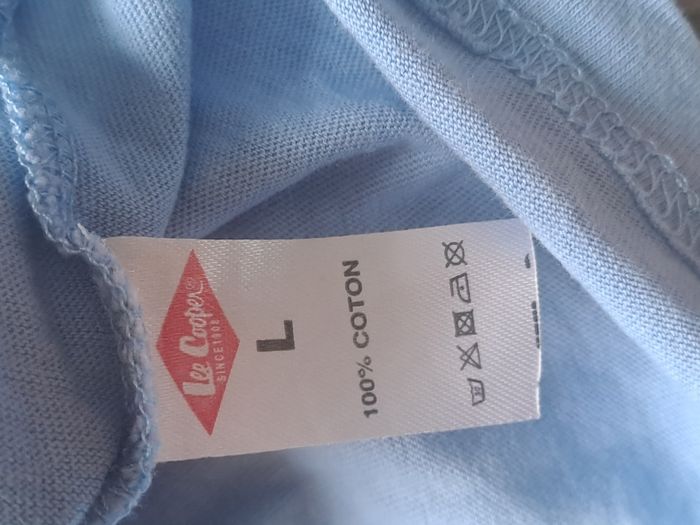 Lee Cooper®
SINCE 1908
L
100% COTON